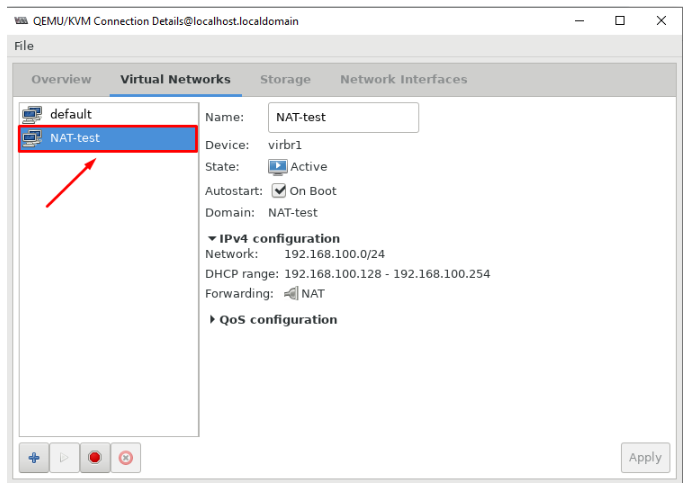 QEMU/KVM Connection Details@localhost.localdomain
File
Overview Virtual Networks Storage Network Interfaces
default
NAT-test
Name: NAT-test
Device: virbr1
State: Active
Autostart: On Boot
Domain: NAT-test
IPv4 configuration
Network: 192.168.100.0/24
DHCP range: 192.168.100.128 - 192.168.100.254
Forwarding: NAT
QoS configuration
Apply